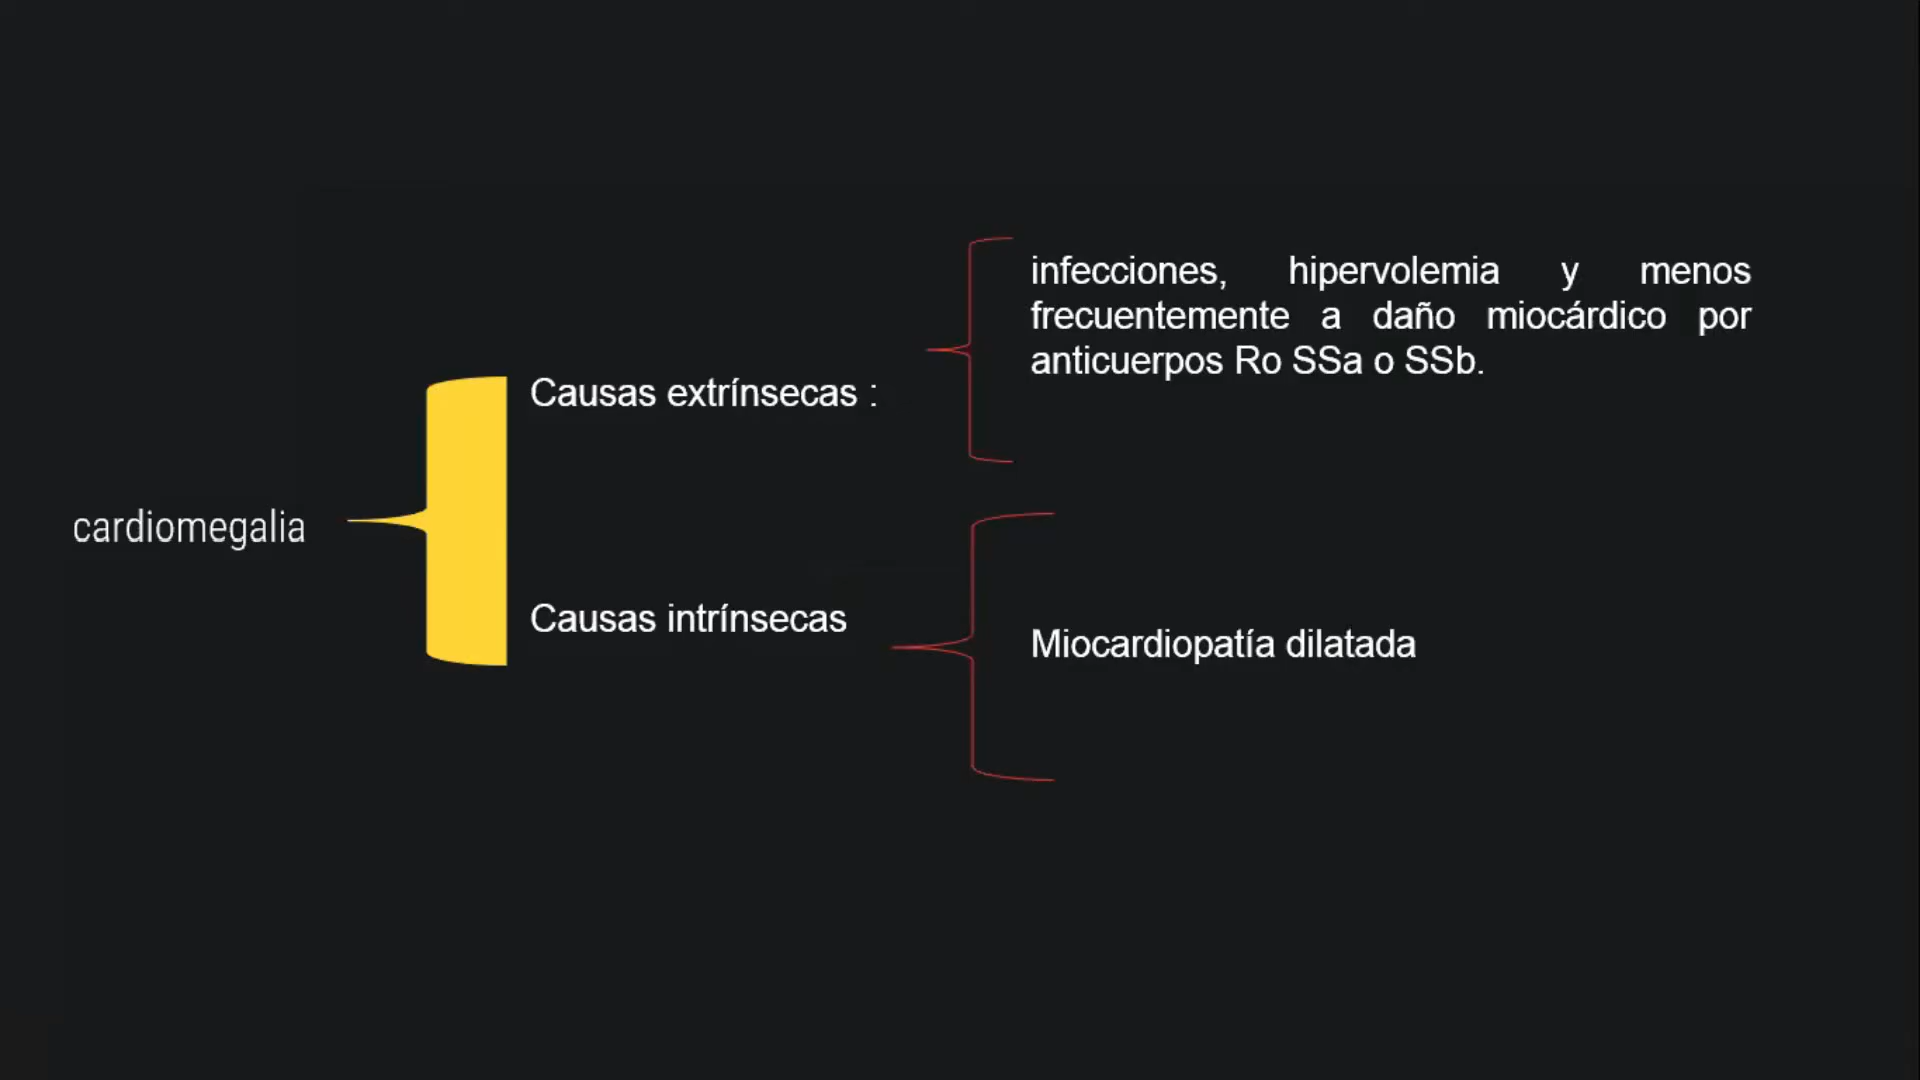 cardiomegalia
Causas extrínsecas :
infecciones, hipervolemia y menos
frecuentemente a daño miocárdico por
anticuerpos Ro SSa o SSb.
Causas intrínsecas
Miocardiopatía dilatada